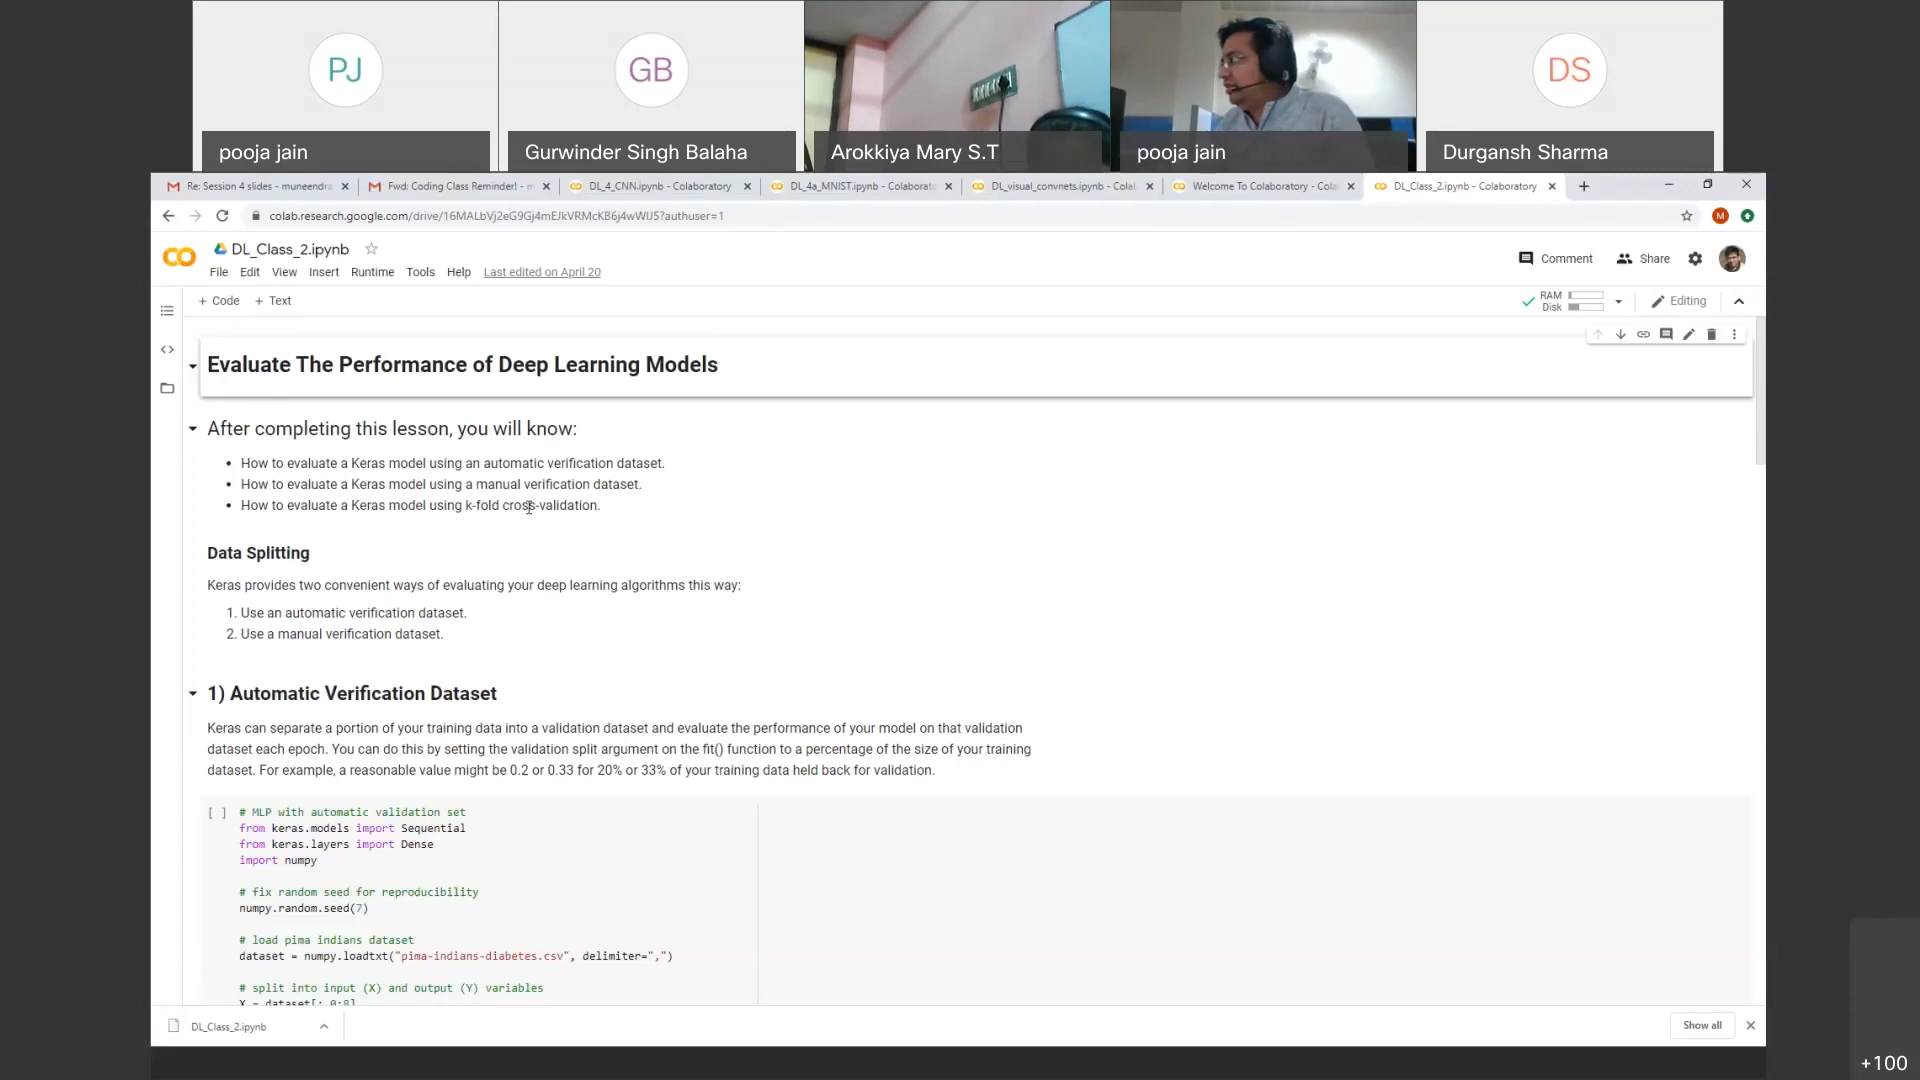 PJ
GB
DS
pooja jain
Gurwinder Singh Balaha
Arokkiya Mary S.T
pooja jain
Durgansh Sharma
Re: Session 4 slides - muneendra
Fwd: Coding Class Reminder! - m
DL_4_CNN.ipynb - Colaboratory
DL_4a_MNIST.ipynb - Colaborat
DL_visual_convnets.ipynb - Cola
Welcome To Colaboratory - Cola
DL_Class_2.ipynb - Colaboratory
colab.research.google.com/drive/16MALbVj2eG9Gj4mEJkVRMcKB6j4wWIJ5?authuser=1
M
DL_Class_2.ipynb
Comment
Share
File Edit View Insert Runtime Tools Help Last edited on April 20
+ Code + Text
RAM
Disk
Editing
Evaluate The Performance of Deep Learning Models
After completing this lesson, you will know:
• How to evaluate a Keras model using an automatic verification dataset.
• How to evaluate a Keras model using a manual verification dataset.
• How to evaluate a Keras model using k-fold cross-validation.
Data Splitting
Keras provides two convenient ways of evaluating your deep learning algorithms this way:
1. Use an automatic verification dataset.
2. Use a manual verification dataset.
1) Automatic Verification Dataset
Keras can separate a portion of your training data into a validation dataset and evaluate the performance of your model on that validation
dataset each epoch. You can do this by setting the validation split argument on the fit() function to a percentage of the size of your training
dataset. For example, a reasonable value might be 0.2 or 0.33 for 20% or 33% of your training data held back for validation.
[ ] # MLP with automatic validation set
from keras.models import Sequential
from keras.layers import Dense
import numpy
# fix random seed for reproducibility
numpy.random.seed(7)
# load pima indians dataset
dataset = numpy.loadtxt("pima-indians-diabetes.csv", delimiter=",")
# split into input (X) and output (Y) variables
X = dataset[: 0:8]
DL_Class_2.ipynb
Show all
+100